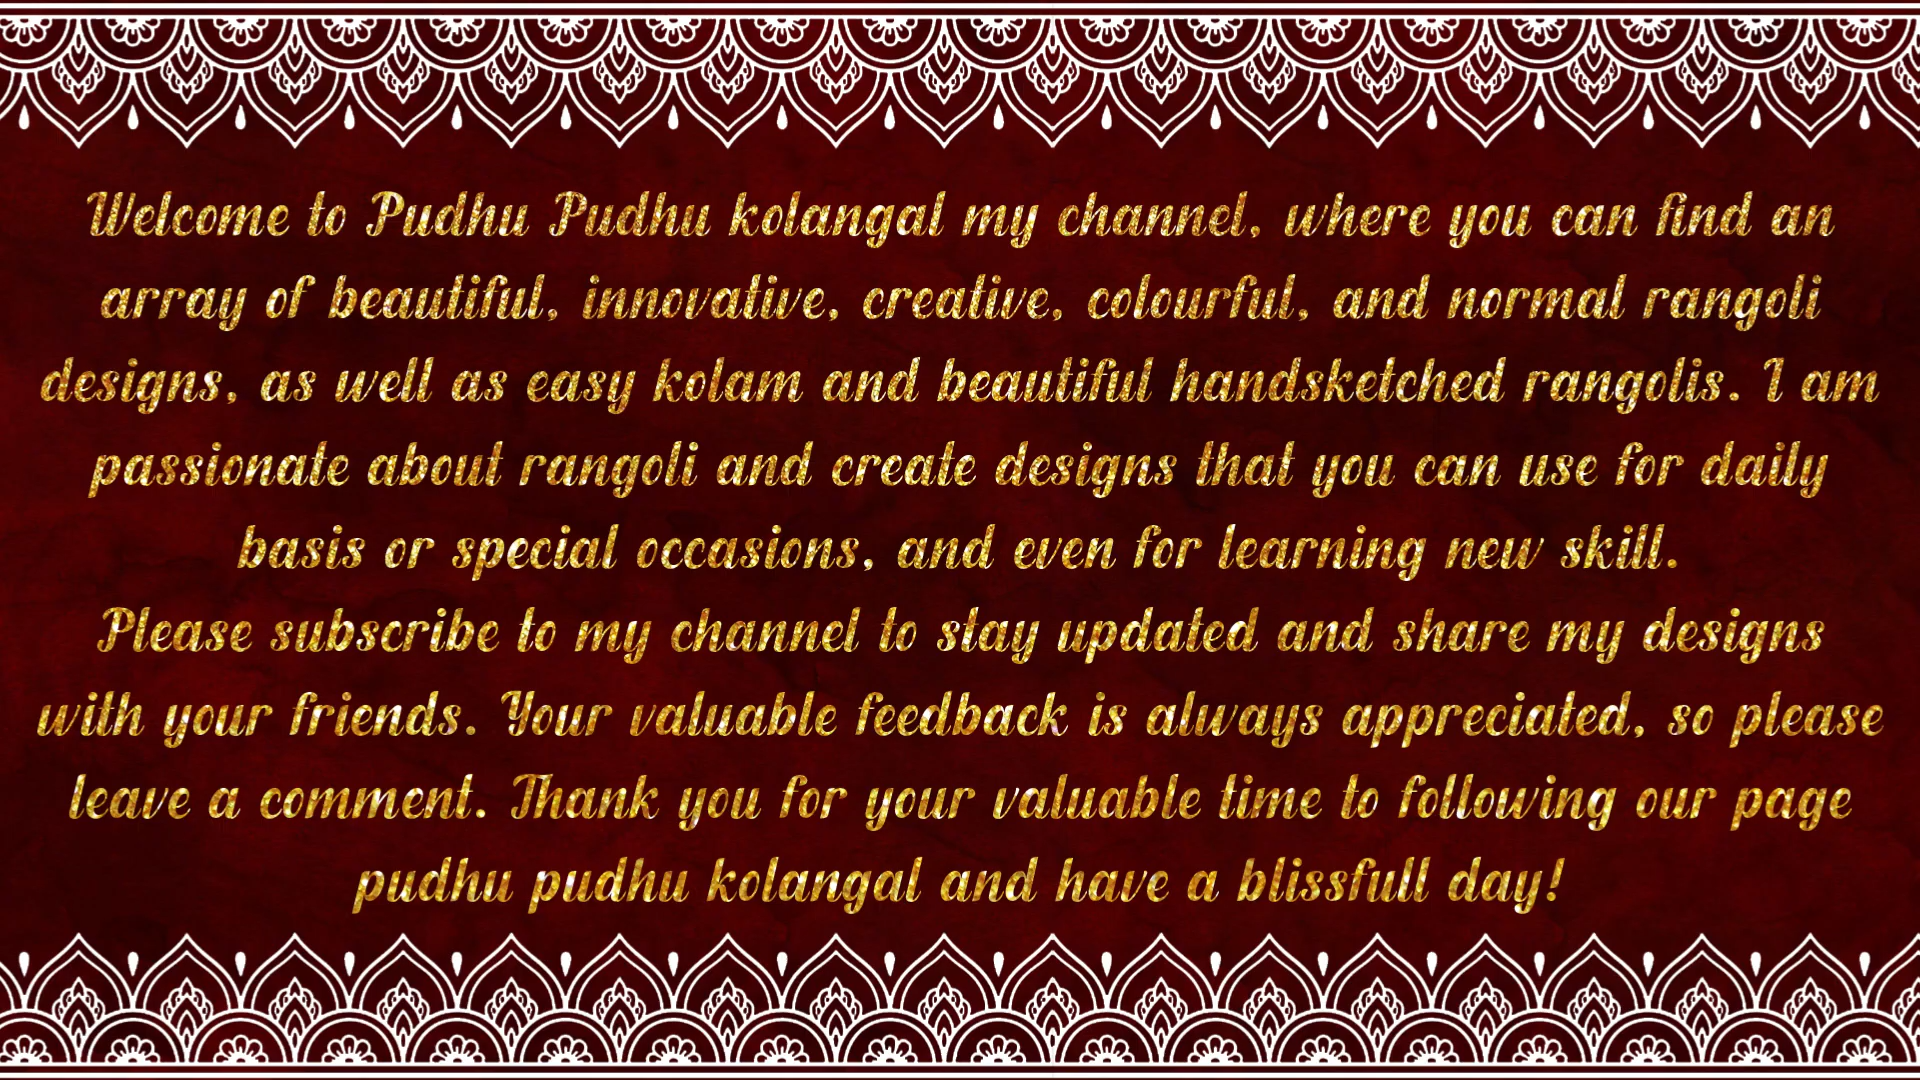 Welcome to Pudhu Pudhu kolangal my channel, where you can find an
array of beautiful, innovative, creative, colourful, and normal rangoli
designs, as well as easy kolam and beautiful handsketched rangolis. I am
passionate about rangoli and create designs that you can use for daily
basis or special occasions, and even for learning new skill.
Please subscribe to my channel to stay updated and share my designs
with your friends. Your valuable feedback is always appreciated, so please
leave a comment. Thank you for your valuable time to following our page
pudhu pudhu kolangal and have a blissfull day!